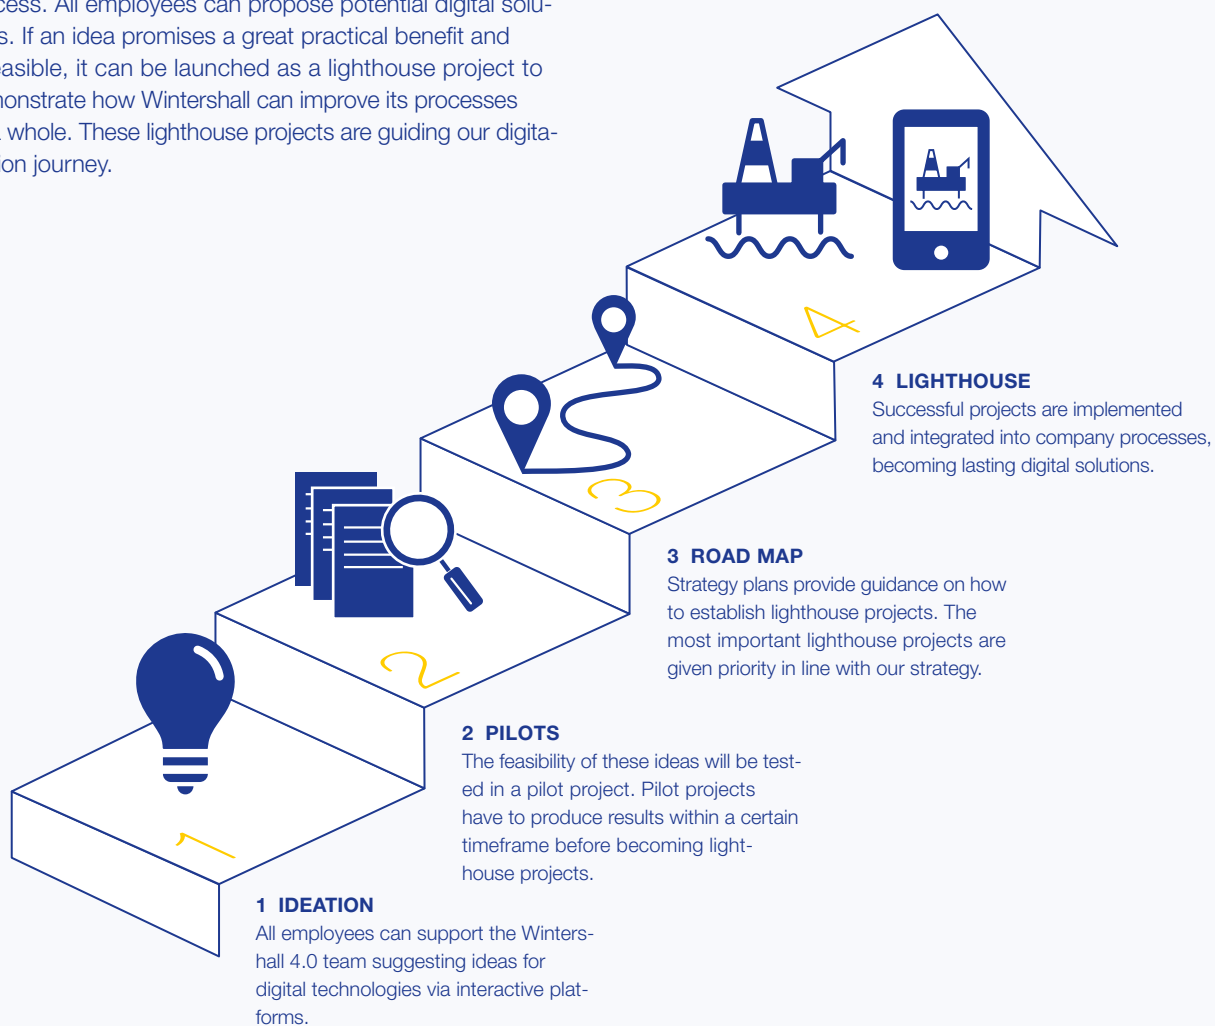 cess. All employees can propose potential digital solu-
s. If an idea promises a great practical benefit and
easible, it can be launched as a lighthouse project to
monstrate how Wintershall can improve its processes
whole. These lighthouse projects are guiding our digita-
ion journey.
4
4 LIGHTHOUSE
Successful projects are implemented
and integrated into company processes,
becoming lasting digital solutions.
3
3 ROAD MAP
Strategy plans provide guidance on how
to establish lighthouse projects. The
most important lighthouse projects are
given priority in line with our strategy.
2
2 PILOTS
The feasibility of these ideas will be test-
ed in a pilot project. Pilot projects
have to produce results within a certain
timeframe before becoming light-
house projects.
1
1 IDEATION
All employees can support the Winters-
hall 4.0 team suggesting ideas for
digital technologies via interactive plat-
forms.